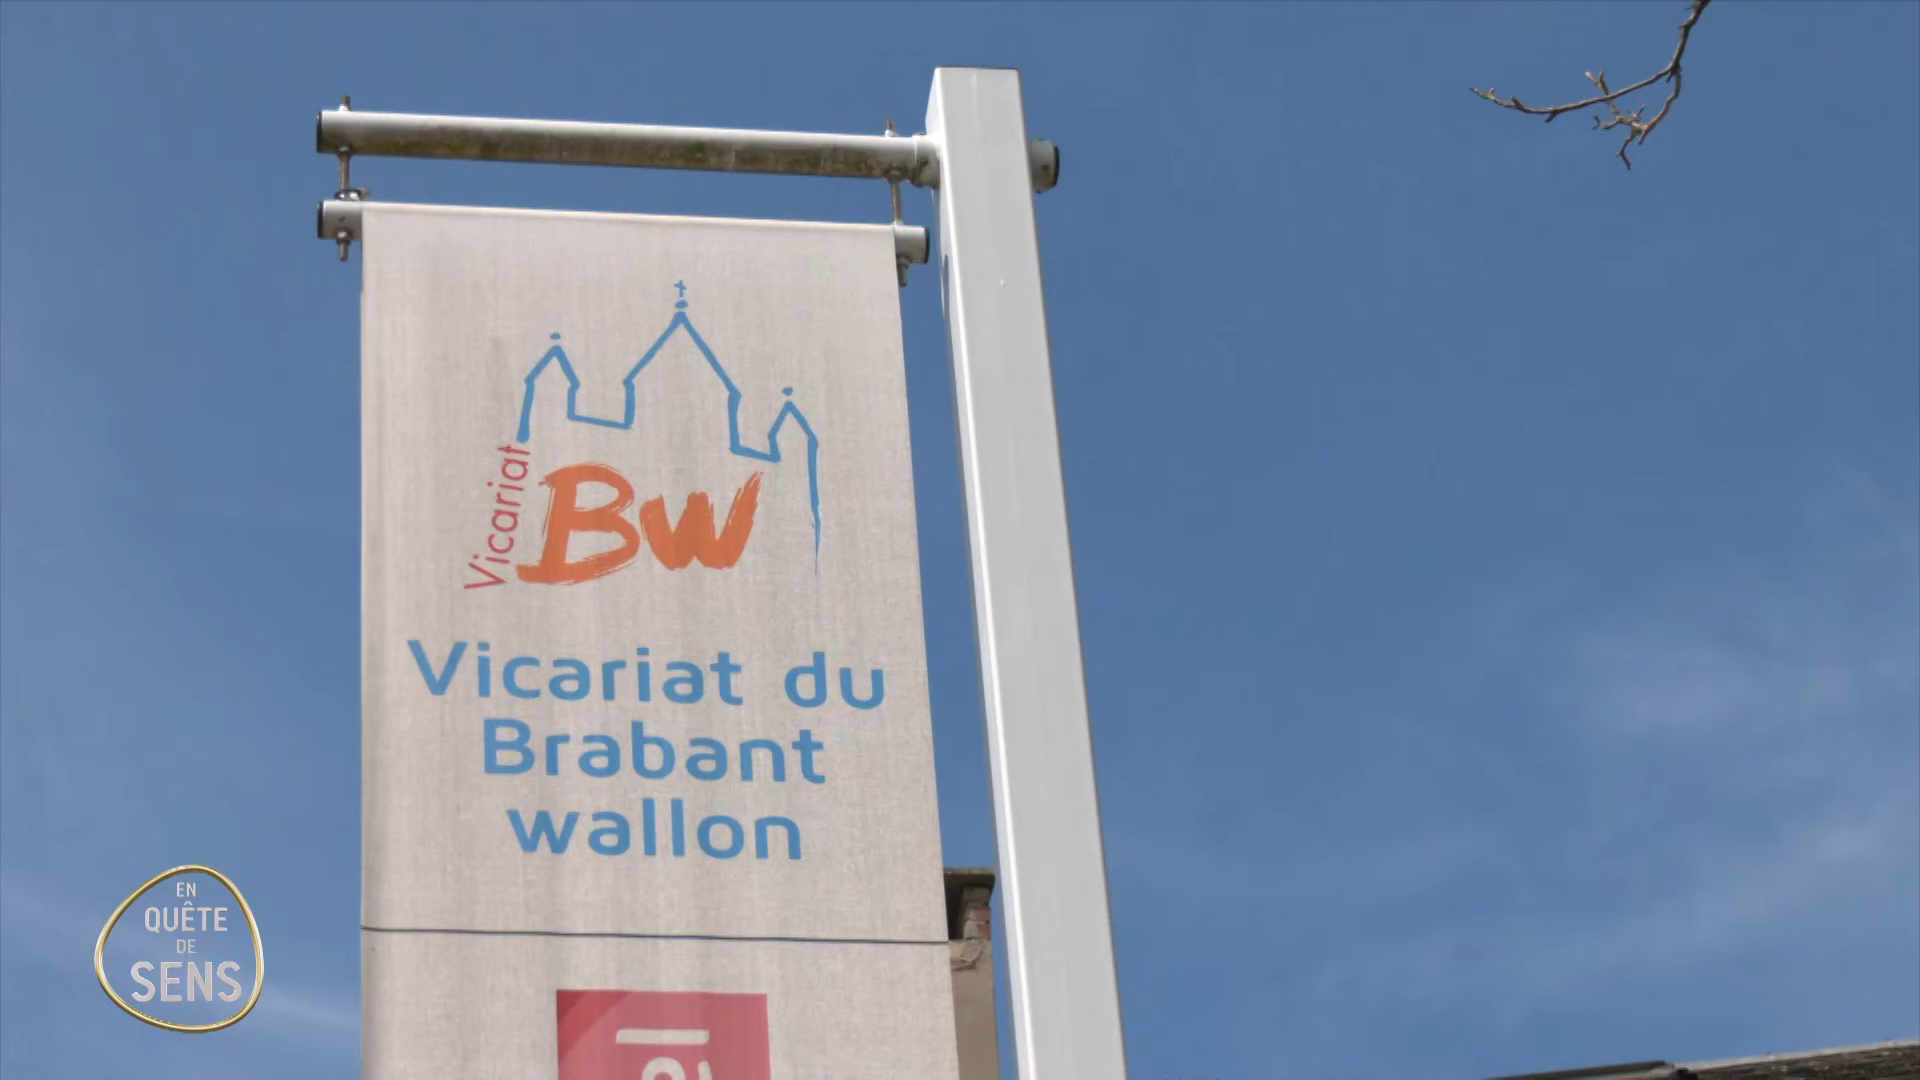 Vicariat
Bw
Vicariat du
Brabant
wallon
EN
QUÊTE
DE
SENS